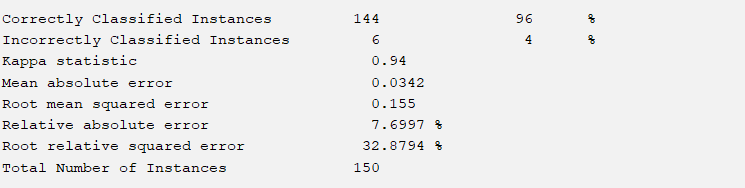 Correctly Classified Instances         144               96      %
Incorrectly Classified Instances         6                4      %
Kappa statistic                          0.94
Mean absolute error                      0.0342
Root mean squared error                  0.155
Relative absolute error                  7.6997 %
Root relative squared error             32.8794 %
Total Number of Instances              150